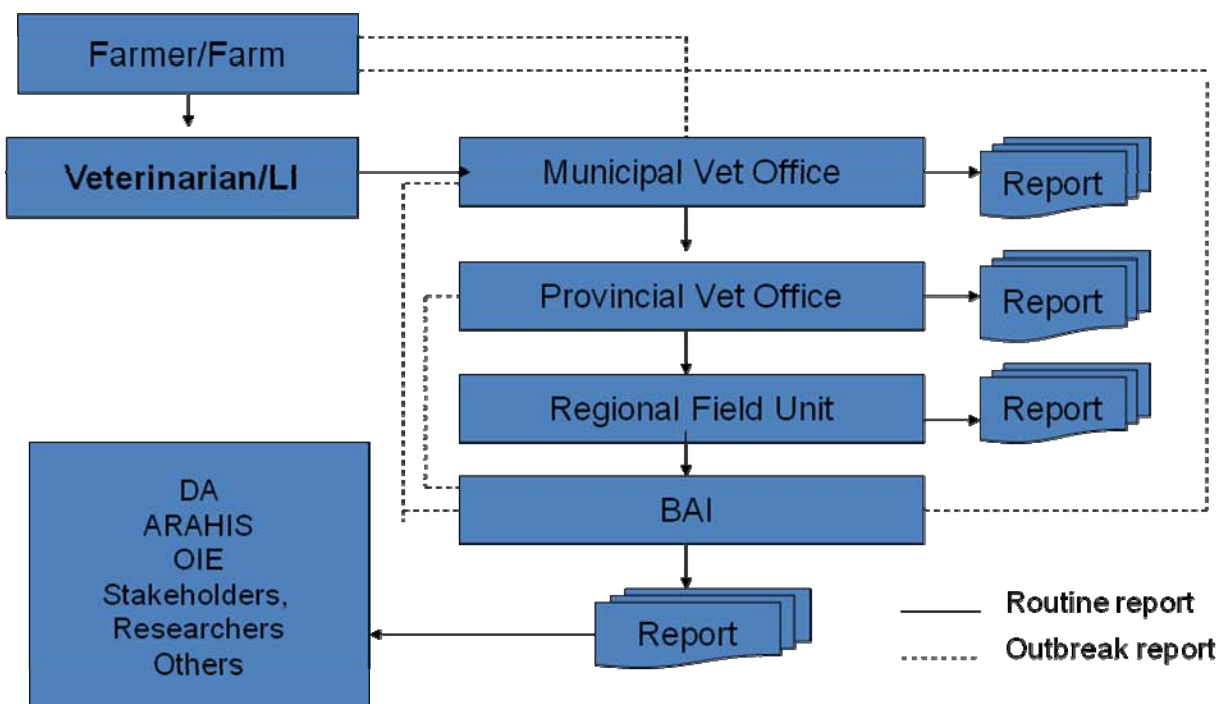 Farmer/Farm
Veterinarian/LI
Municipal Vet Office
Report
Provincial Vet Office
Report
Regional Field Unit
Report
BAI
Report
DA
ARAHIS
OIE
Stakeholders,
Researchers
Others
Routine report
Outbreak report